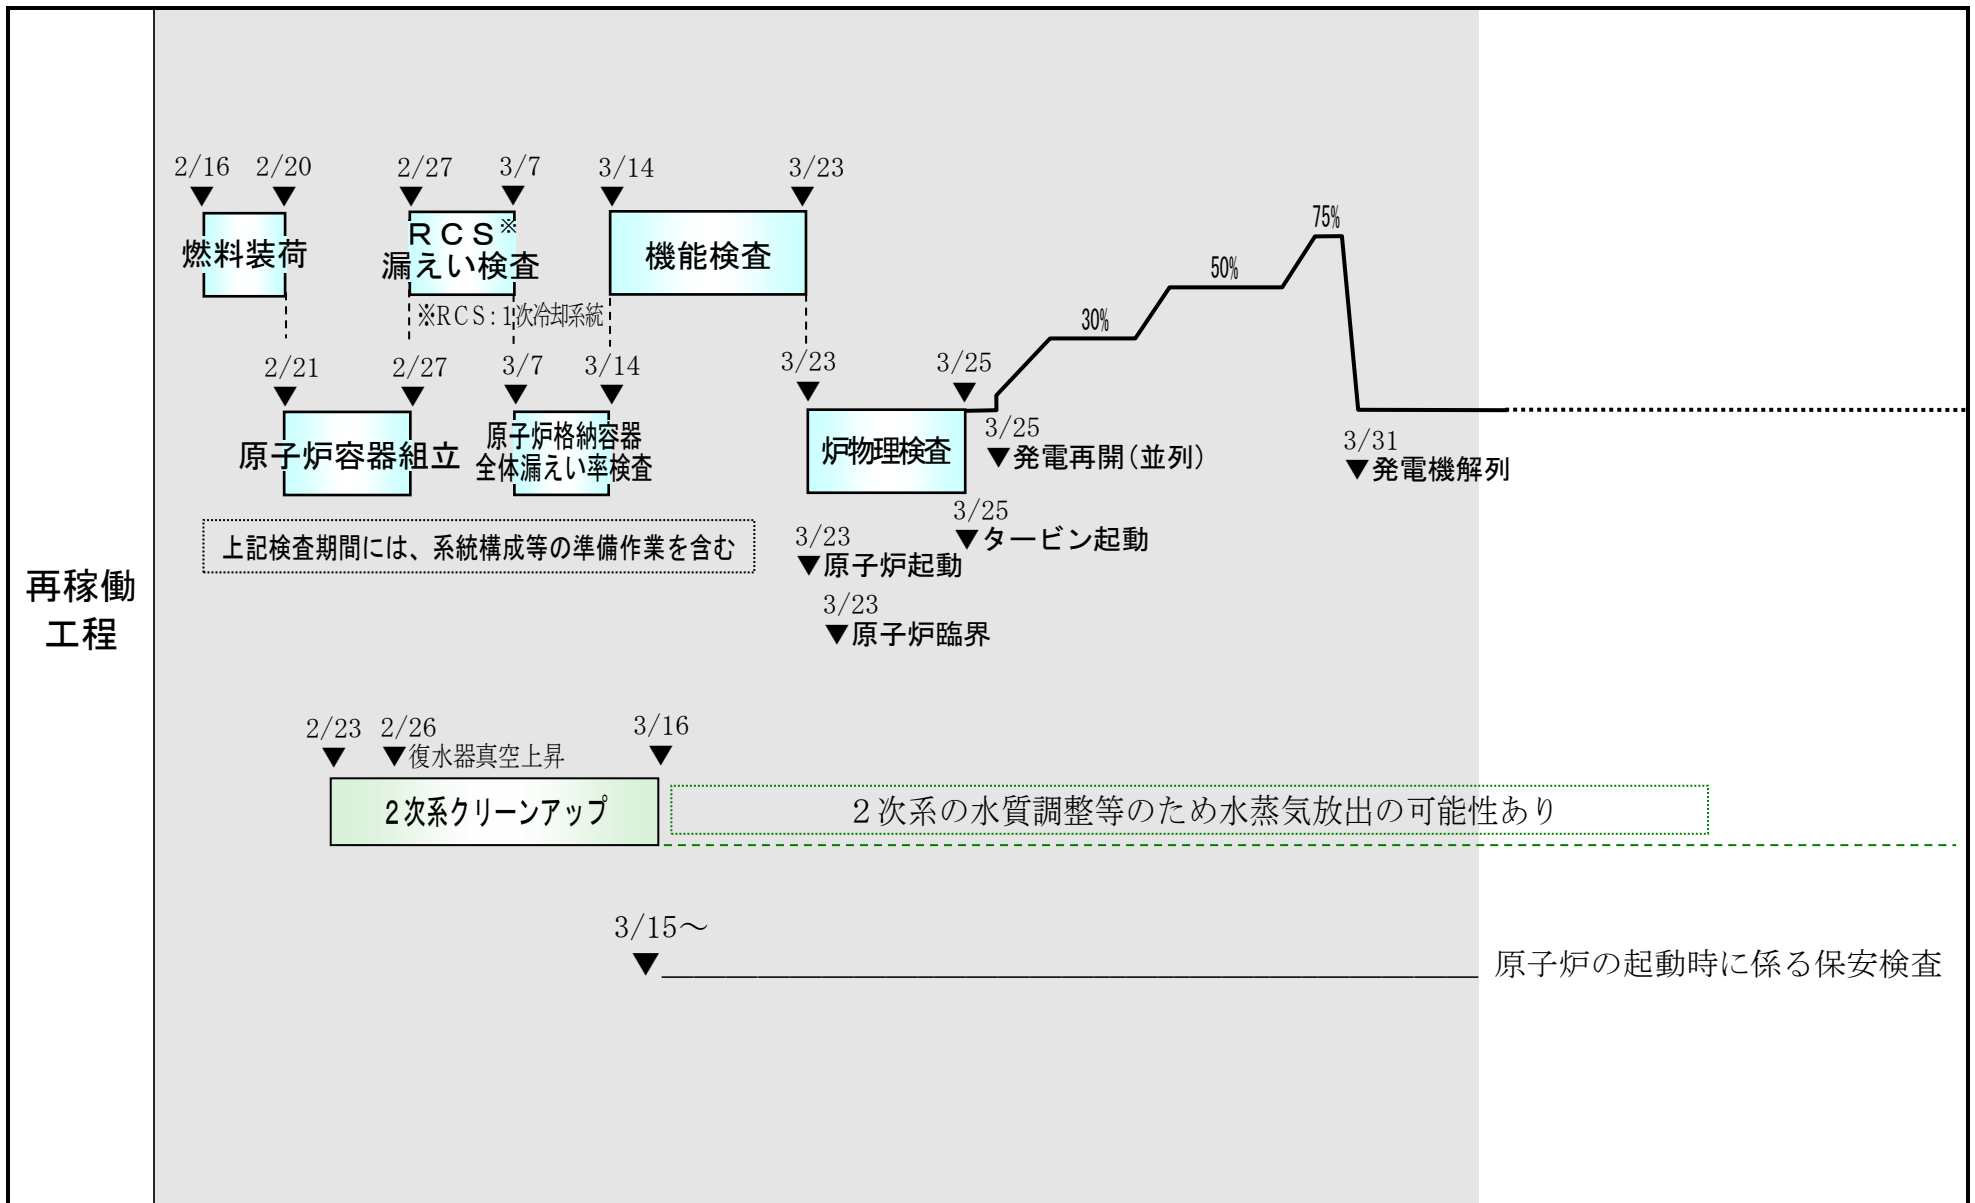 再稼働
工程
2/16 2/20 2/27 3/7 3/14 3/23
▼ ▼ ▼ ▼ ▼ ▼
燃料装荷
RCS※
漏えい検査
機能検査
※RCS:1次冷却系統
2/21 2/27 3/7 3/14 3/23 3/25
▼ ▼ ▼ ▼ ▼ ▼
原子炉容器組立
原子炉格納容器
全体漏えい率検査
炉物理検査
30%
50%
75%
3/25
▼発電再開(並列)
3/31
▼発電機解列
3/25
▼タービン起動
3/23
▼原子炉起動
3/23
▼原子炉臨界
上記検査期間には、系統構成等の準備作業を含む
2/23 2/26 3/16
▼ ▼復水器真空上昇 ▼
2次系クリーンアップ
2次系の水質調整等のため水蒸気放出の可能性あり
3/15~
▼ 原子炉の起動時に係る保安検査